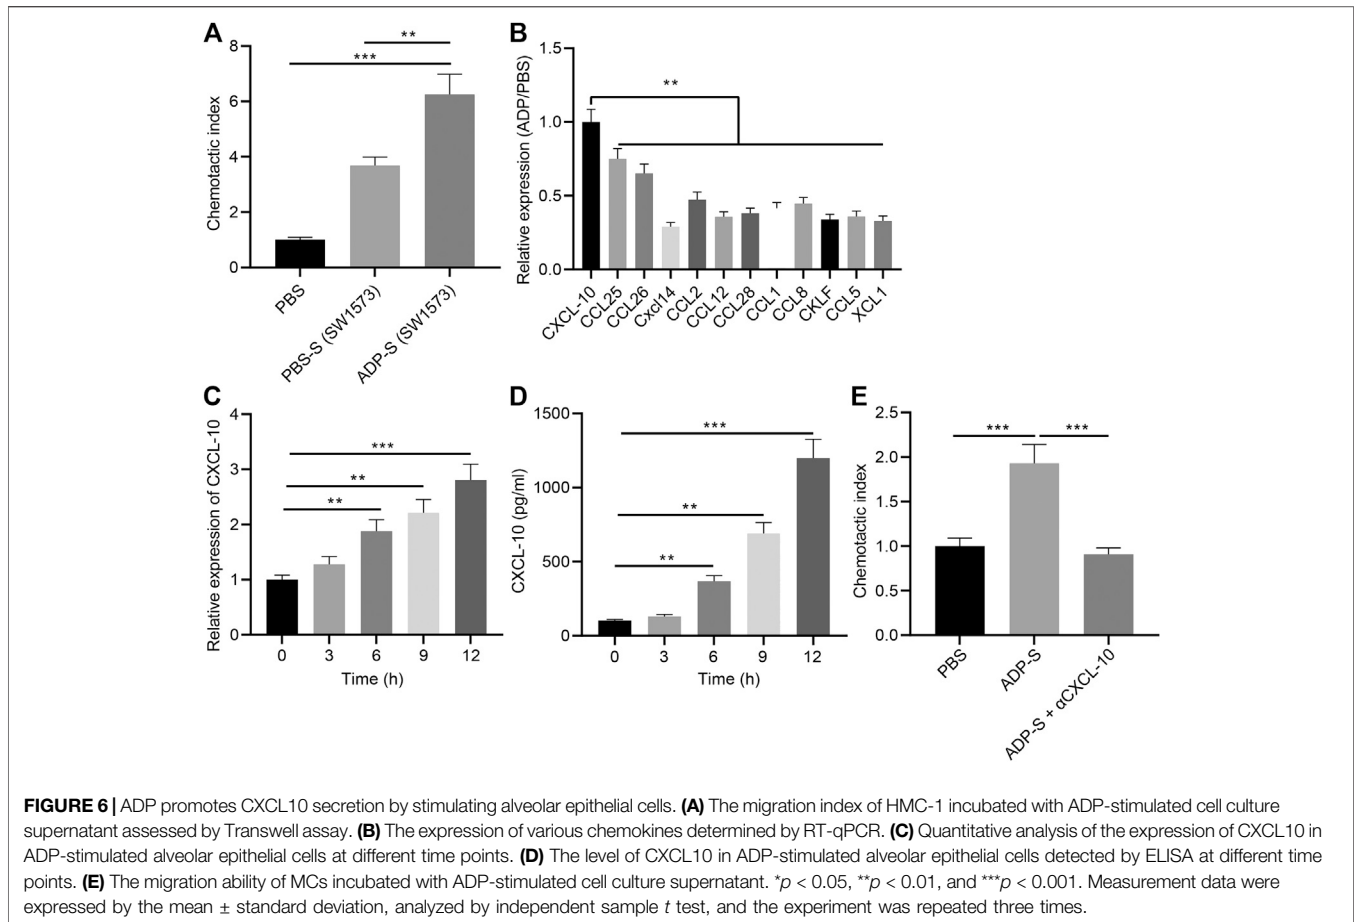 A
**
***
8
6
4
2
0
Chemotactic index
PBS
PBS-S (SW1573)
ADP-S (SW1573)
B
**
1.5
1.0
0.5
0.0
Relative expression (ADP/PBS)
CXCL-10
CCL25
CCL26
Cxcl14
CCL2
CCL12
CCL28
CCL1
CCL8
CKLF
CCL5
XCL1
C
***
**
**
4
3
2
1
0
Relative expression of CXCL-10
0 3 6 9 12
Time (h)
D
***
**
**
1500
1000
500
0
CXCL-10 (pg/ml)
0 3 6 9 12
Time (h)
E
*** ***
2.5
2.0
1.5
1.0
0.5
0.0
Chemotactic index
PBS
ADP-S
ADP-S + αCXCL-10
FIGURE 6 | ADP promotes CXCL10 secretion by stimulating alveolar epithelial cells. (A) The migration index of HMC-1 incubated with ADP-stimulated cell culture
supernatant assessed by Transwell assay. (B) The expression of various chemokines determined by RT-qPCR. (C) Quantitative analysis of the expression of CXCL10 in
ADP-stimulated alveolar epithelial cells at different time points. (D) The level of CXCL10 in ADP-stimulated alveolar epithelial cells detected by ELISA at different time
points. (E) The migration ability of MCs incubated with ADP-stimulated cell culture supernatant. *p < 0.05, **p < 0.01, and ***p < 0.001. Measurement data were
expressed by the mean ± standard deviation, analyzed by independent sample t test, and the experiment was repeated three times.